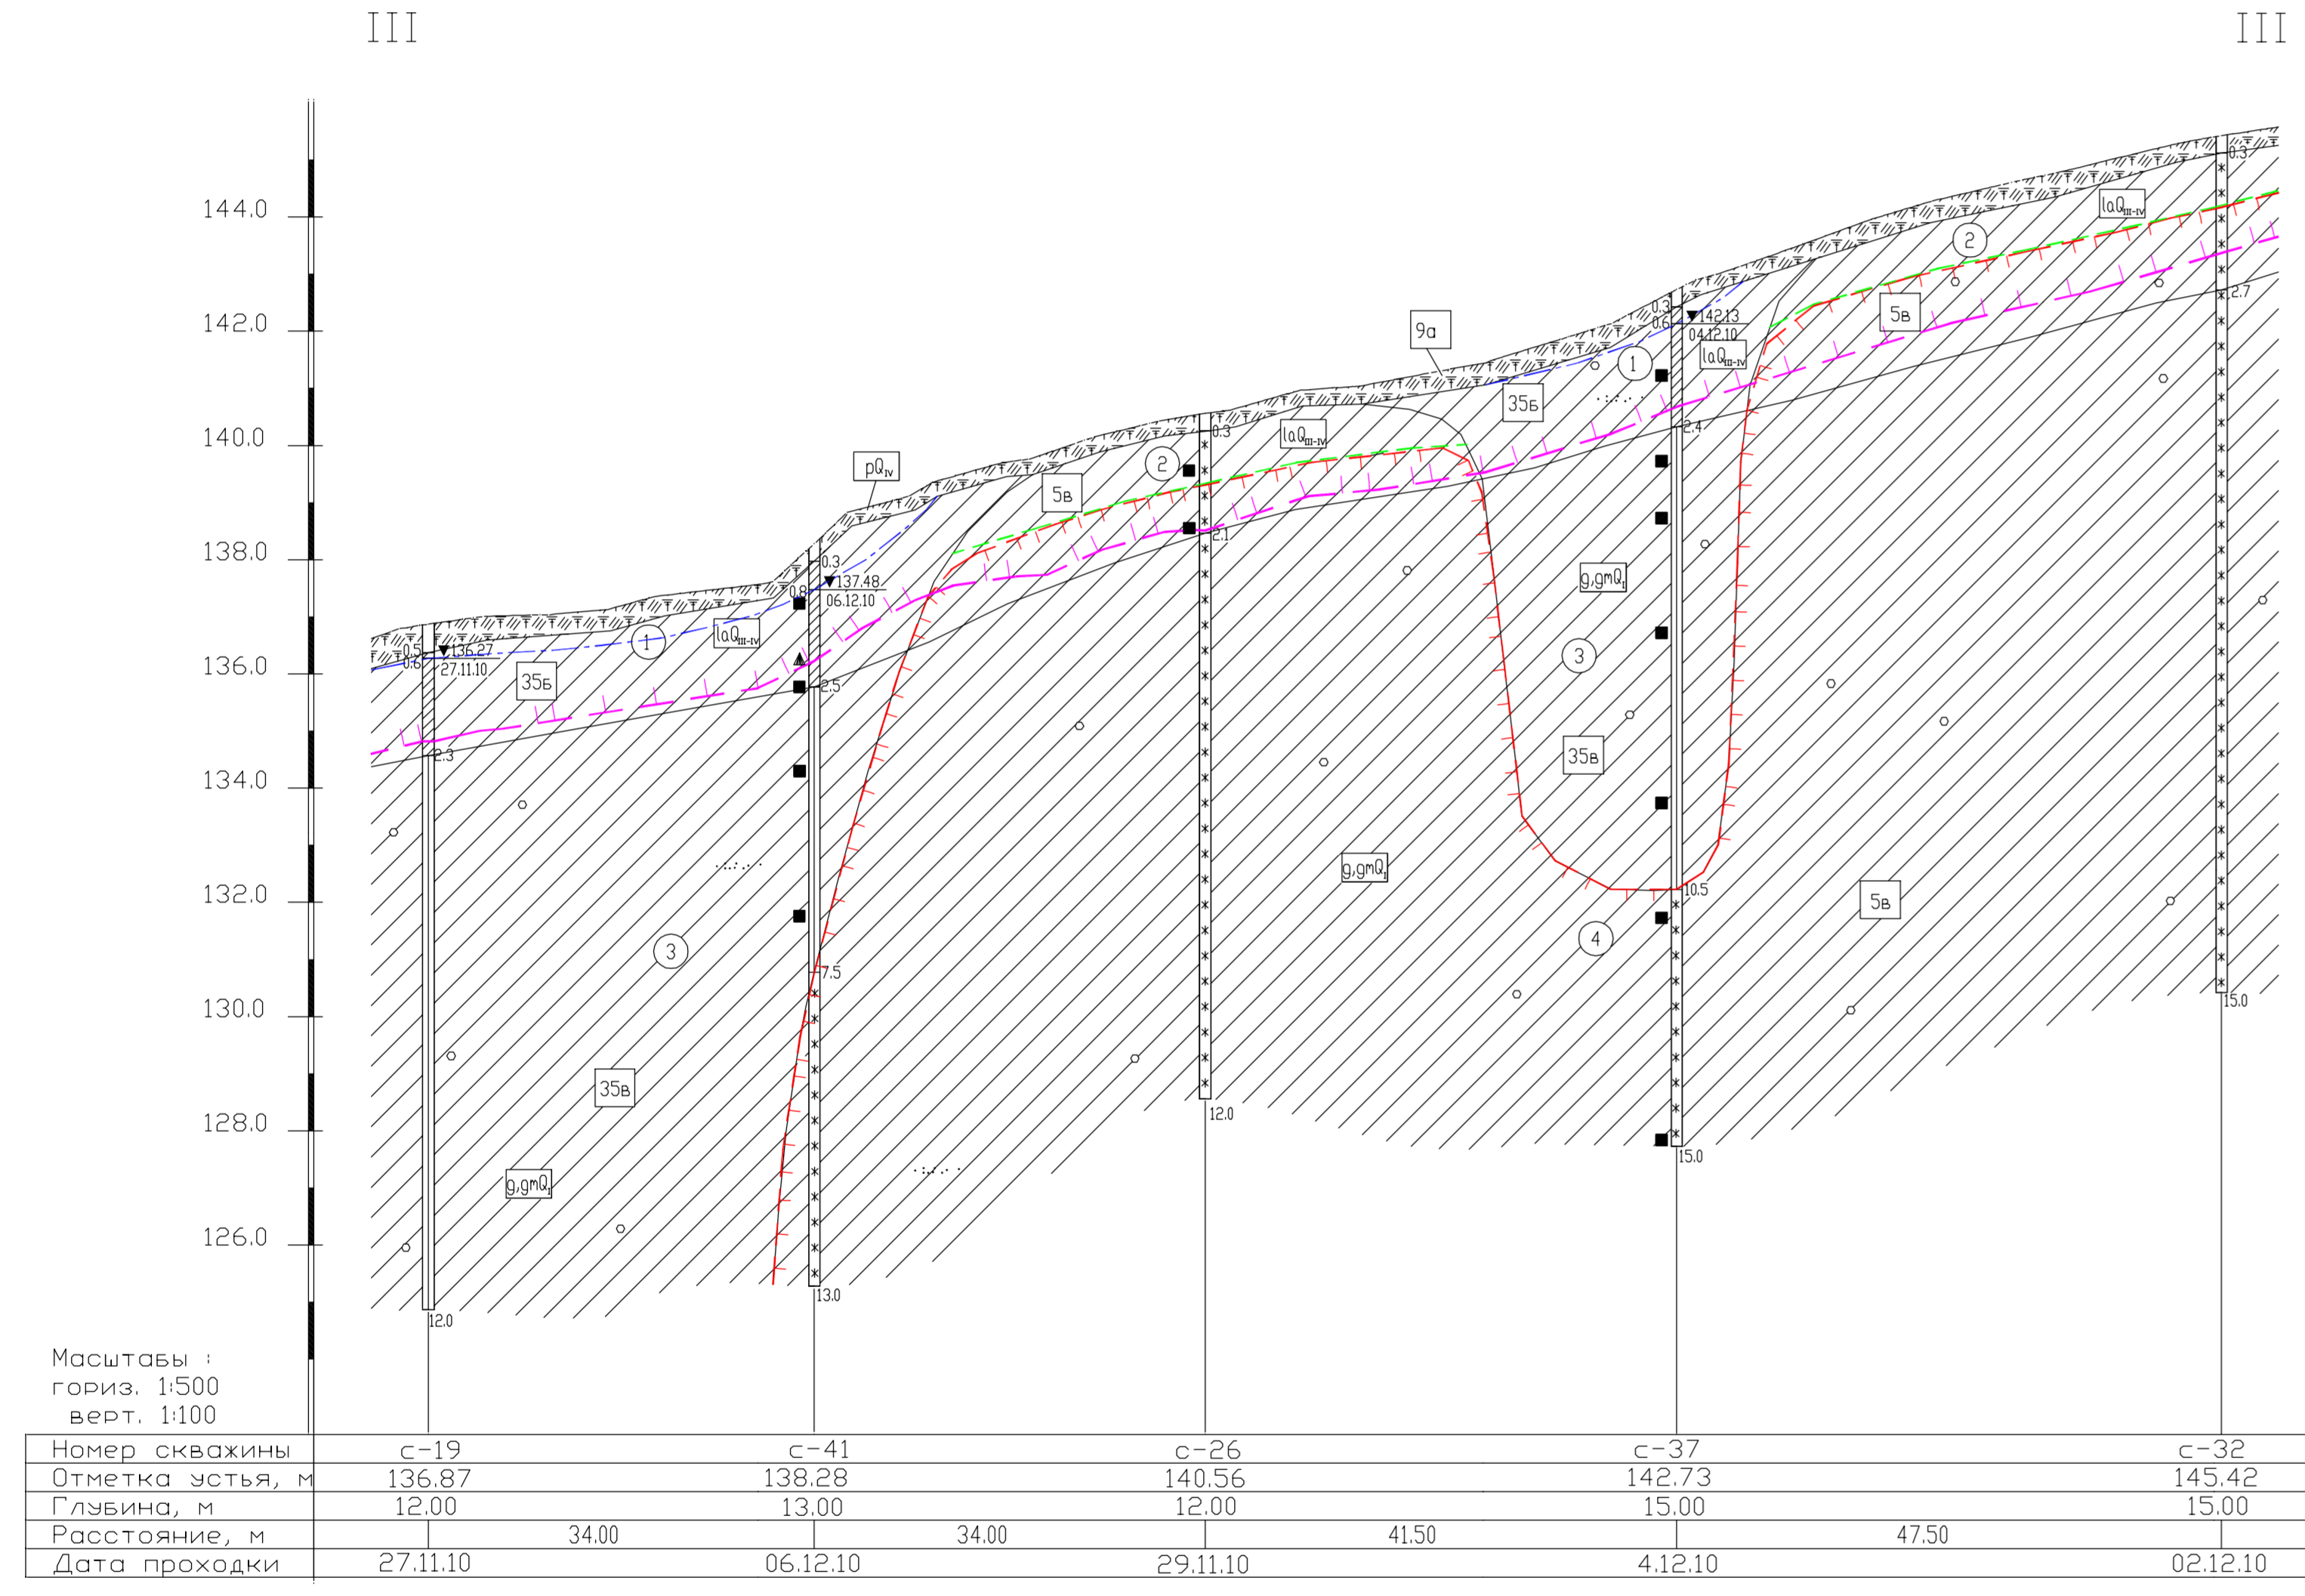 III
III
144.0
142.0
140.0
138.0
136.0
134.0
132.0
130.0
128.0
126.0
0.3
laQIII-IV
2
5в
2.7
9а
0.3
0.6
142.13
04.12.10
laQIII-IV
1
35Б
2.4
0.3
laQIII-IV
2
5в
2.1
pQIV
0.3
0.8
137.48
06.12.10
laQIII-IV
1
2.5
0.5
0.6
136.27
27.11.10
35Б
2.3
g,gmQI
3
35в
g,gmQI
10.5
5в
4
3
7.5
15.0
35в
12.0
15.0
g,gmQI
13.0
12.0
Масштабы :
гориз. 1:500
верт. 1:100
Номер скважины с-19 с-41 с-26 с-37 с-32
Отметка устья, м 136.87 138.28 140.56 142.73 145.42
Глубина, м 12.00 13.00 12.00 15.00 15.00
Расстояние, м 34.00 34.00 41.50 47.50
Дата проходки 27.11.10 06.12.10 29.11.10 4.12.10 02.12.10